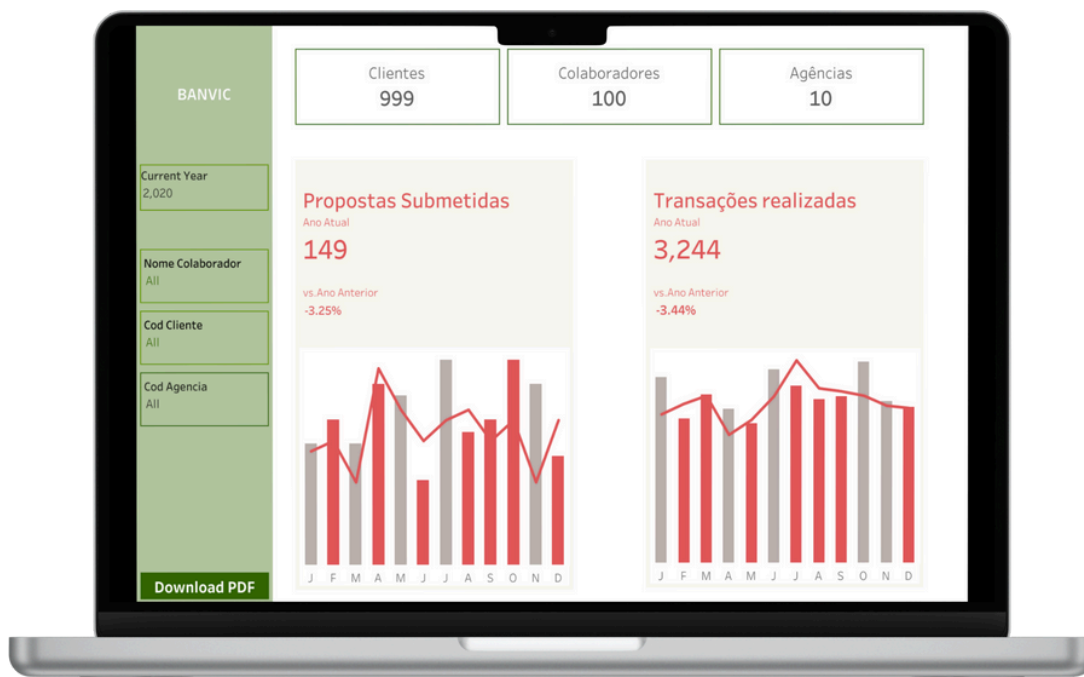 BANVIC
Current Year
2,020
Nome Colaborador
All
Cod Cliente
All
Cod Agencia
All
Download PDF
Clientes
999
Colaboradores
100
Agências
10
Propostas Submetidas
Ano Atual
149
vs.Ano Anterior
-3.25%
J F M A M J J A S O N D
Transações realizadas
Ano Atual
3,244
vs.Ano Anterior
-3.44%
J F M A M J J A S O N D